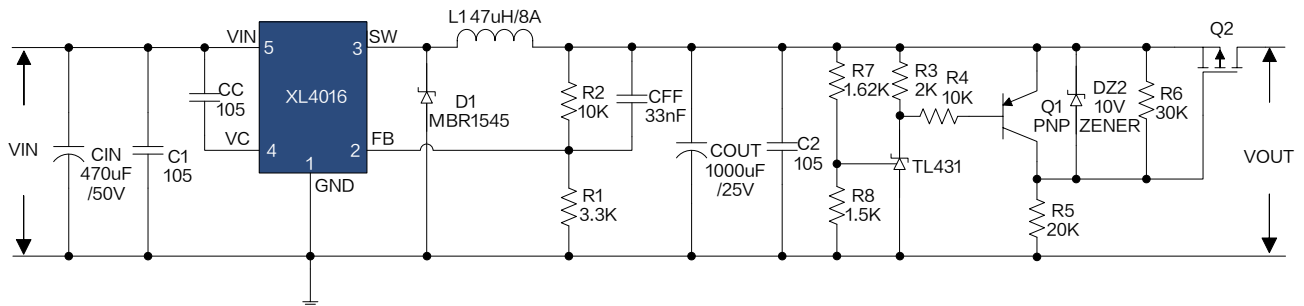 L1 47uH/8A
Q2
VIN
5
3
SW
CC
105
XL4016
R2
10K
CFF
33nF
R7
1.62K
R3
2K
R4
10K
D1
MBR1545
Q1
PNP
DZ2
10V
ZENER
R6
30K
VIN
CIN
470uF
/50V
C1
105
VC
4
2
FB
1
GND
COUT
1000uF
/25V
C2
105
TL431
VOUT
R1
3.3K
R8
1.5K
R5
20K